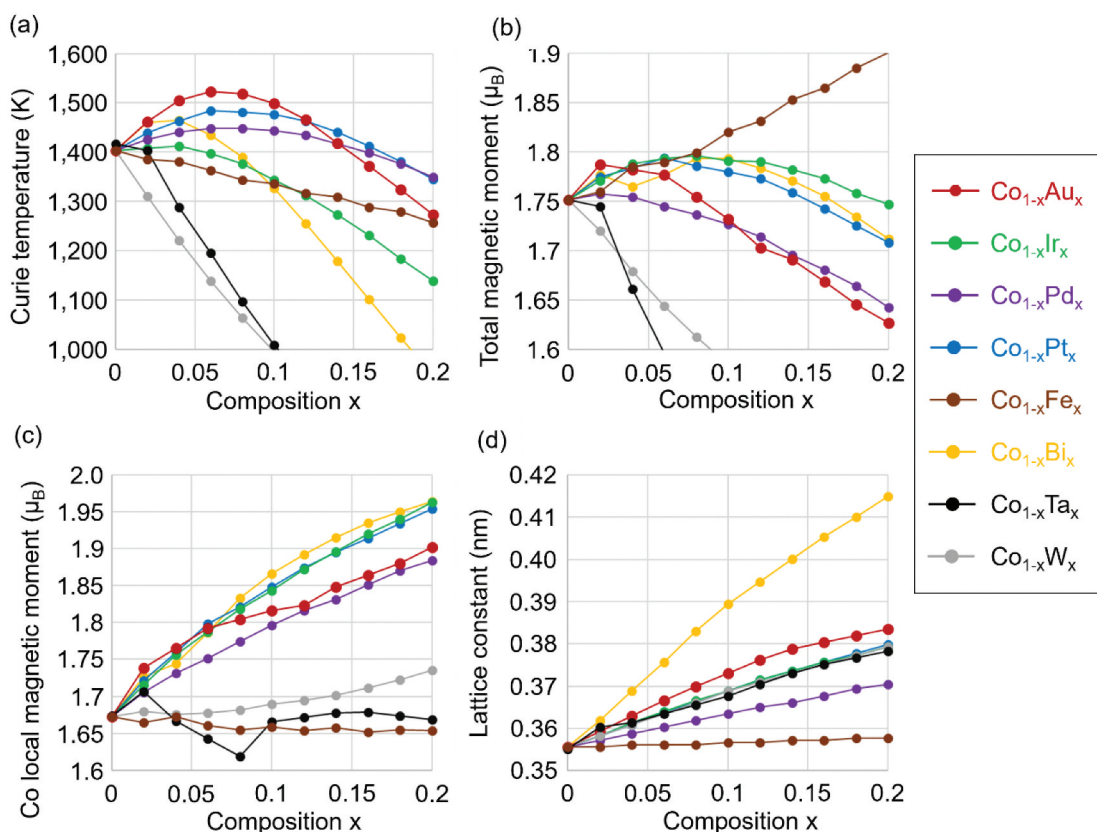 (a)
1,600
1,500
1,400
1,300
1,200
1,100
1,000
Curie temperature (K)
0 0.05 0.1 0.15 0.2
Composition x
(b)
1.9
1.85
1.8
1.75
1.7
1.65
1.6
Total magnetic moment (μB)
0 0.05 0.1 0.15 0.2
Composition x
(c)
2.0
1.95
1.9
1.85
1.8
1.75
1.7
1.65
1.6
Co local magnetic moment (μB)
0 0.05 0.1 0.15 0.2
Composition x
(d)
0.42
0.41
0.40
0.39
0.38
0.37
0.36
0.35
Lattice constant (nm)
0 0.05 0.1 0.15 0.2
Composition x
Co1-xAux
Co1-xIrx
Co1-xPdx
Co1-xPtx
Co1-xFex
Co1-xBix
Co1-xTax
Co1-xWx